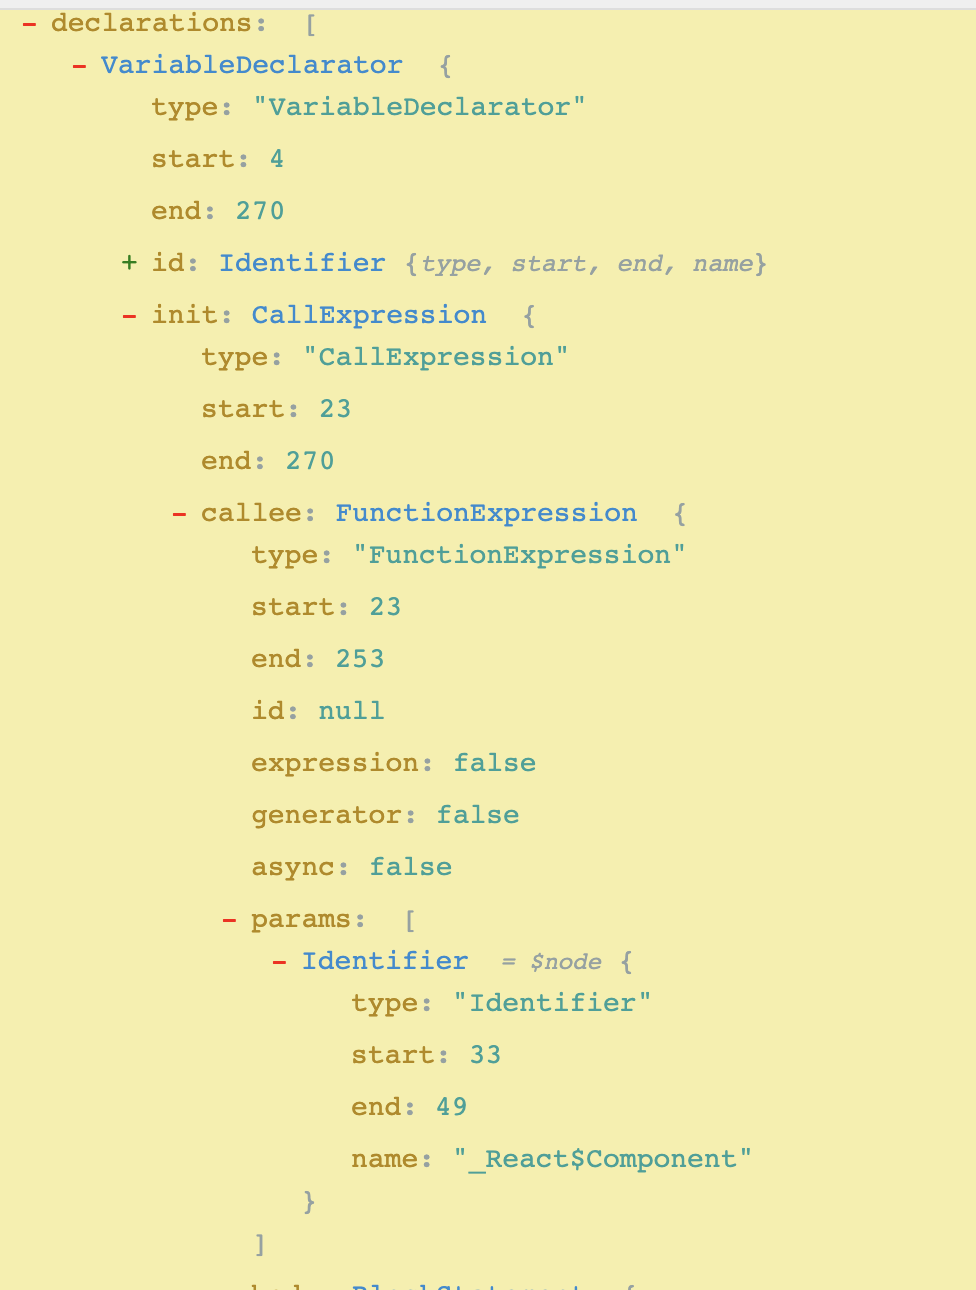 − declarations: [
− VariableDeclarator {
type: "VariableDeclarator"
start: 4
end: 270
+ id: Identifier {type, start, end, name}
− init: CallExpression {
type: "CallExpression"
start: 23
end: 270
− callee: FunctionExpression {
type: "FunctionExpression"
start: 23
end: 253
id: null
expression: false
generator: false
async: false
− params: [
− Identifier = $node {
type: "Identifier"
start: 33
end: 49
name: "_React$Component"
}
]